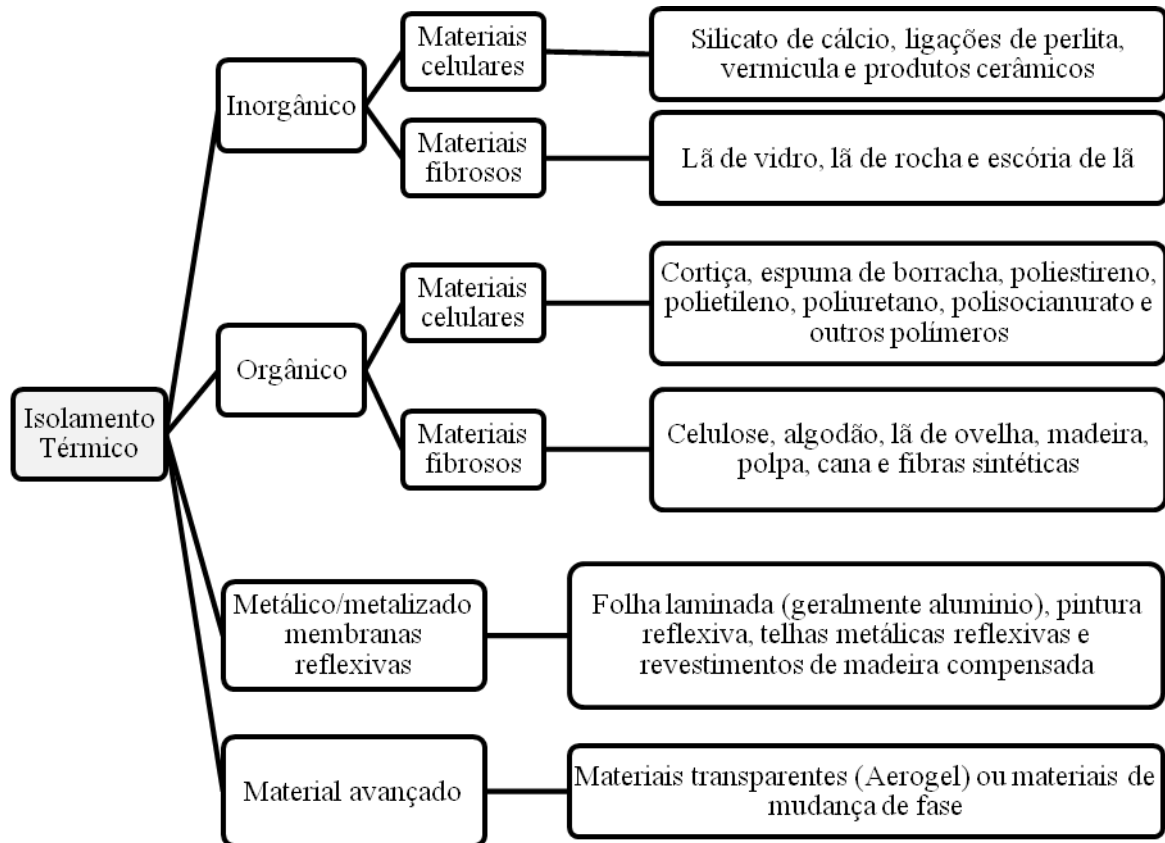 Isolamento
Térmico
Inorgânico
Materiais
celulares
Silicato de cálcio, ligações de perlita,
vermicula e produtos cerâmicos
Materiais
fibrosos
Lã de vidro, lã de rocha e escória de lã
Orgânico
Materiais
celulares
Cortiça, espuma de borracha, poliestireno,
polietileno, poliuretano, polisocianurato e
outros polímeros
Materiais
fibrosos
Celulose, algodão, lã de ovelha, madeira,
polpa, cana e fibras sintéticas
Metálico/metalizado
membranas
reflexivas
Folha laminada (geralmente aluminio), pintura
reflexiva, telhas metálicas reflexivas e
revestimentos de madeira compensada
Material avançado
Materiais transparentes (Aerogel) ou materiais de
mudança de fase